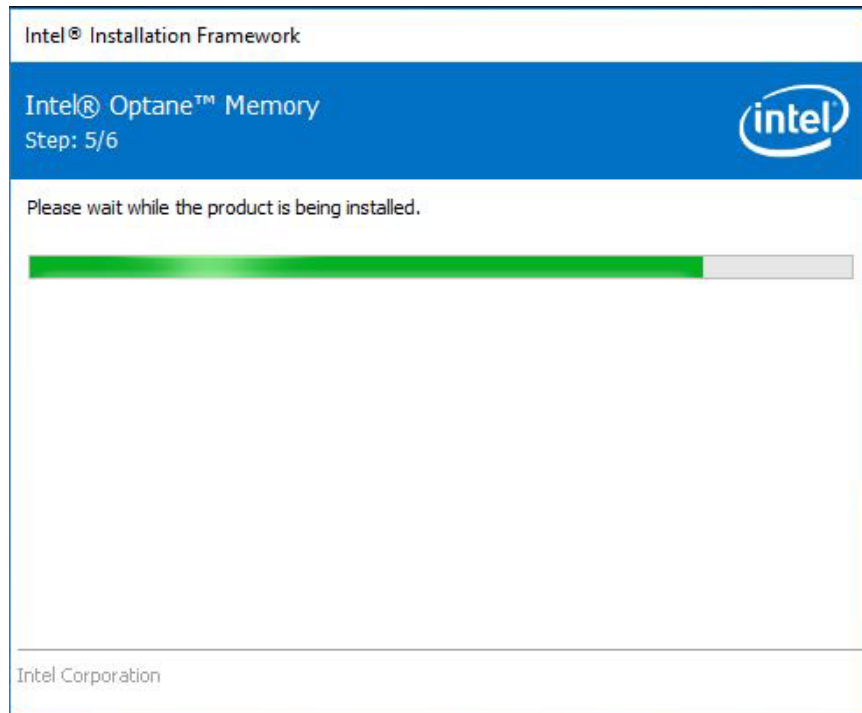 Intel® Installation Framework
Intel® Optane™ Memory
Step: 5/6
intel
Please wait while the product is being installed.
Intel Corporation